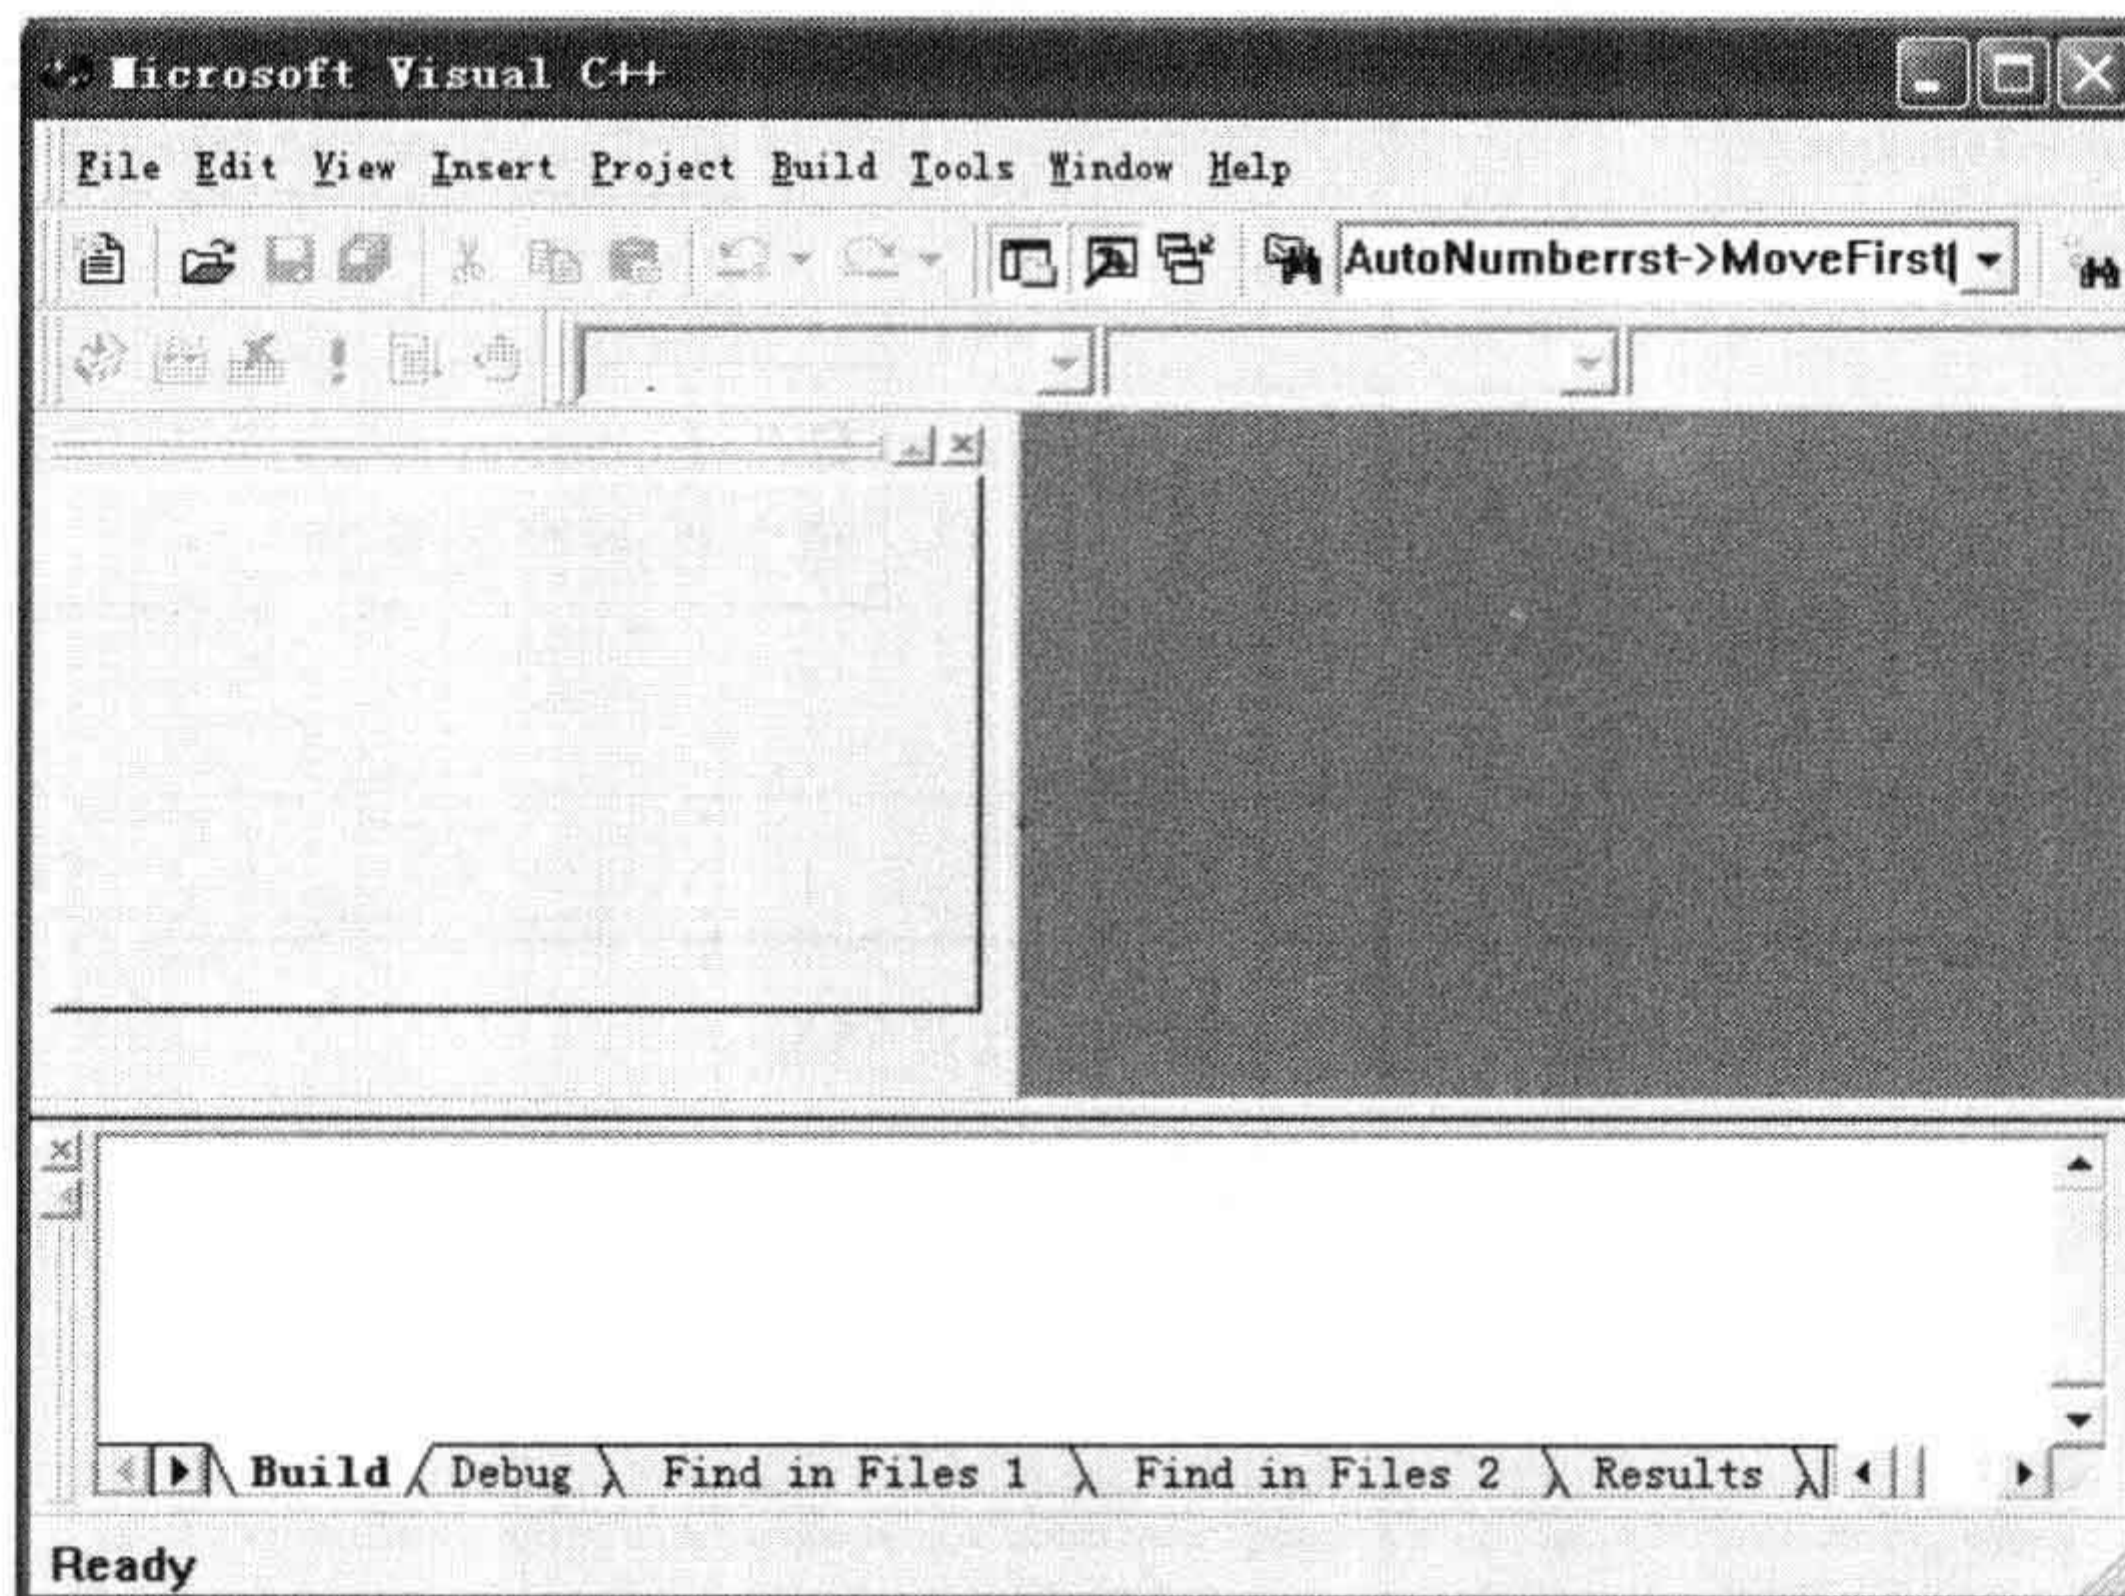 Microsoft Visual C++
File Edit View Insert Project Build Tools Window Help
AutoNumberrst->MoveFirst
Build Debug Find in Files 1 Find in Files 2 Results
Ready